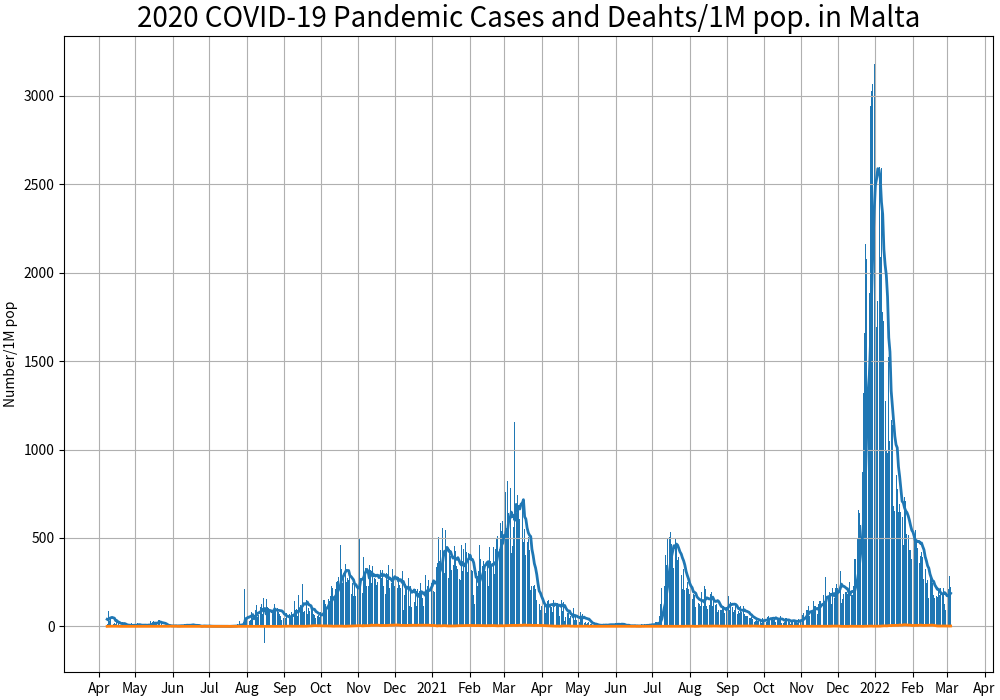 2020 COVID-19 Pandemic Cases and Deahts/1M pop. in Malta
Number/1M pop
3000
2500
2000
1500
1000
500
0
Apr May Jun Jul Aug Sep Oct Nov Dec 2021 Feb Mar Apr May Jun Jul Aug Sep Oct Nov Dec 2022 Feb Mar Apr